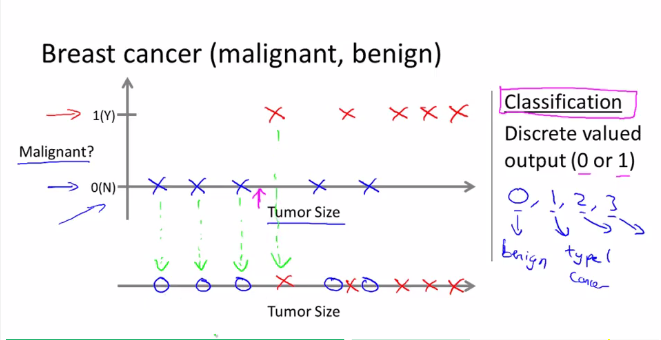 Breast cancer (malignant, benign)
1(Y)
Malignant?
0(N)
Tumor Size
Tumor Size
Classification
Discrete valued
output (0 or 1)
0, 1, 2, 3
benign
type 1
cancer